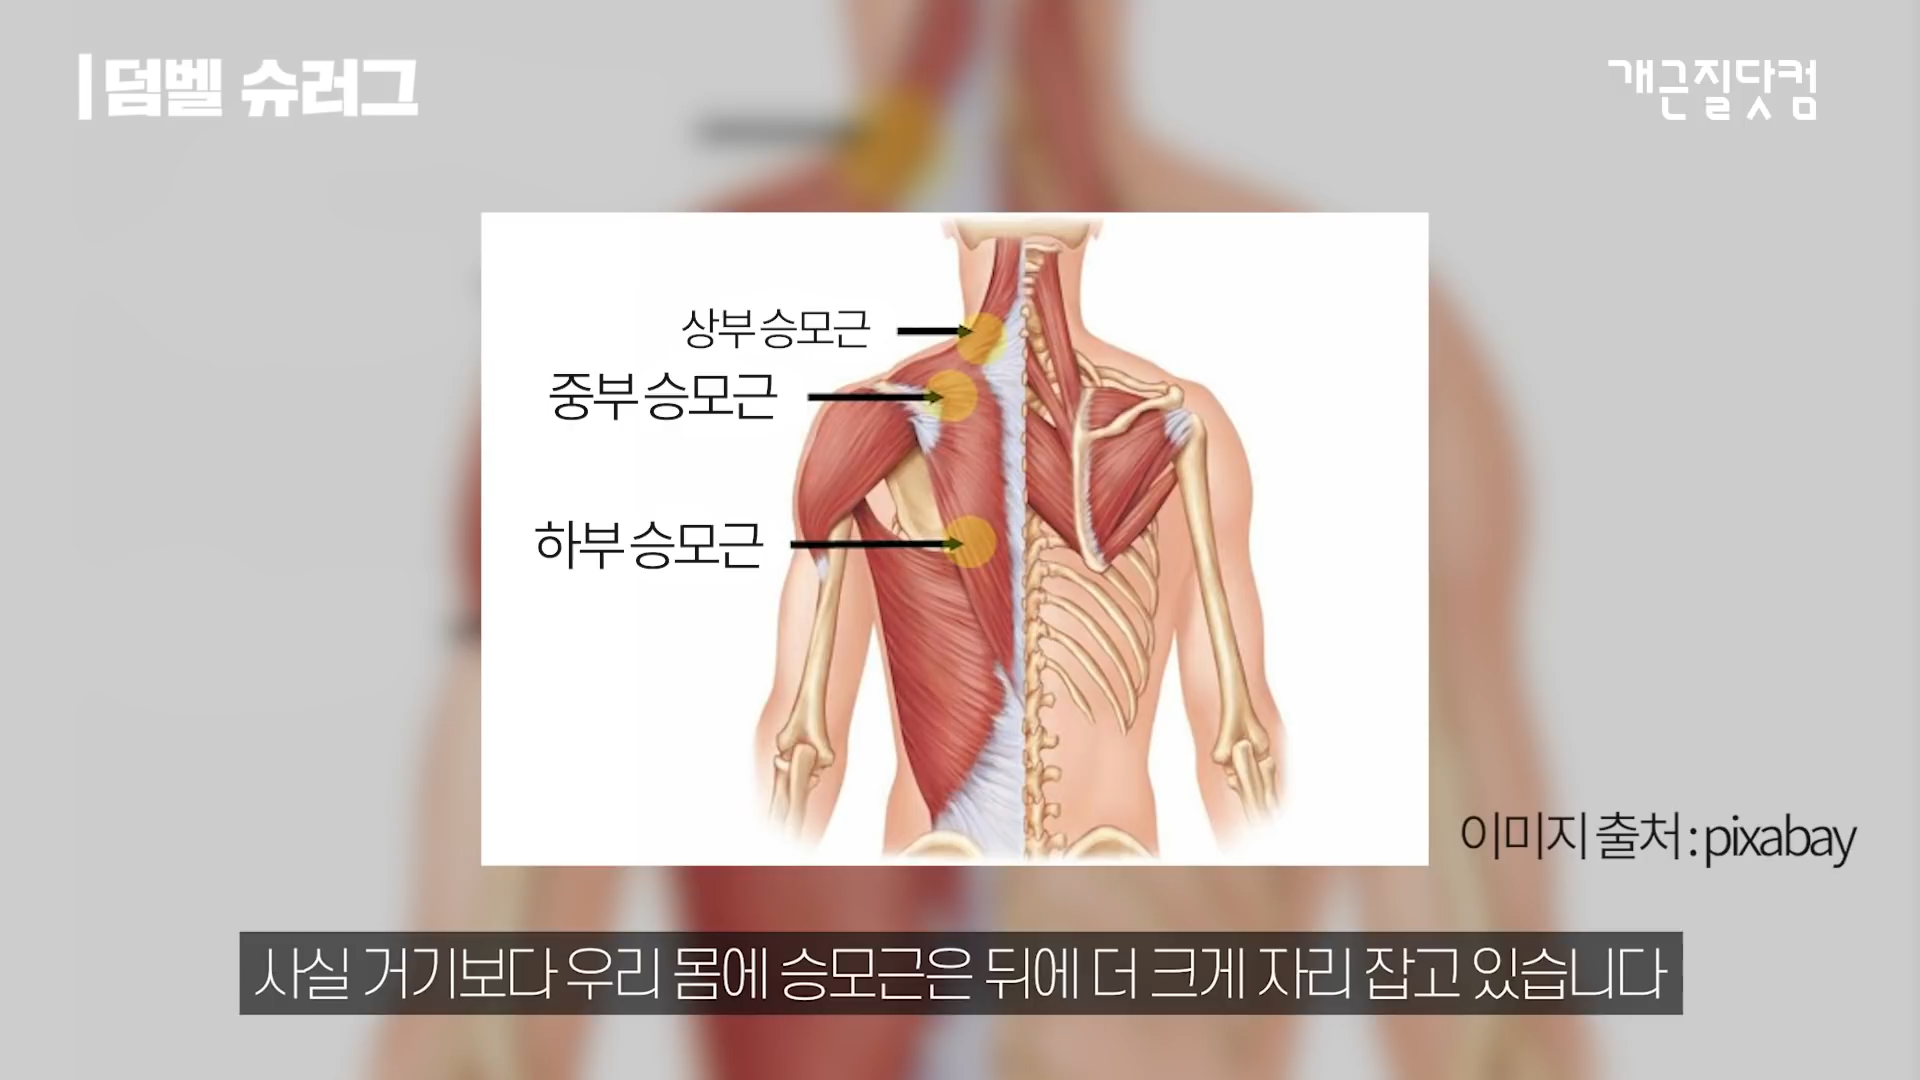 덤벨 슈러그
개근질닷컴
상부 승모근
중부 승모근
하부 승모근
이미지 출처 : pixabay
사실 거기보다 우리 몸에 승모근은 뒤에 더 크게 자리 잡고 있습니다